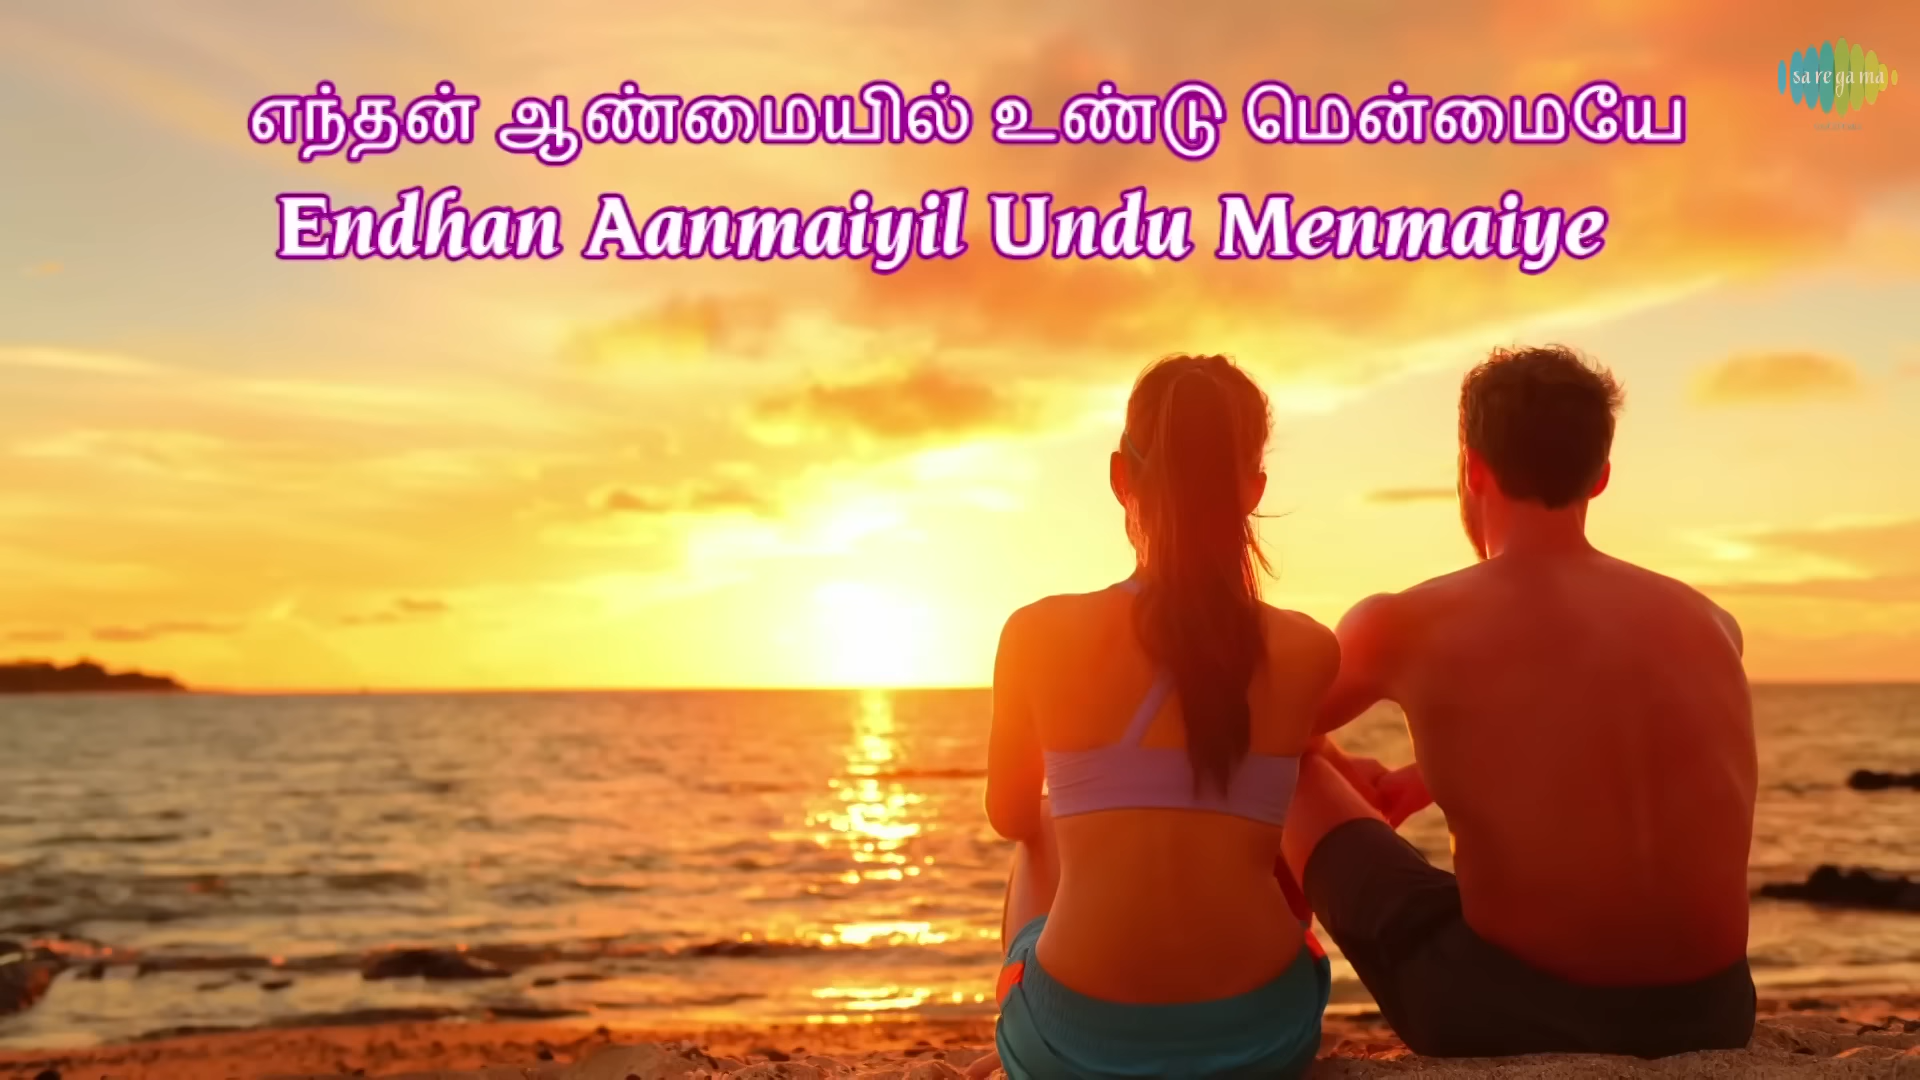 எந்தன் ஆண்மையில் உண்டு மென்மையே
Endhan Aanmaiyil Undu Menmaiye
sa re ga ma